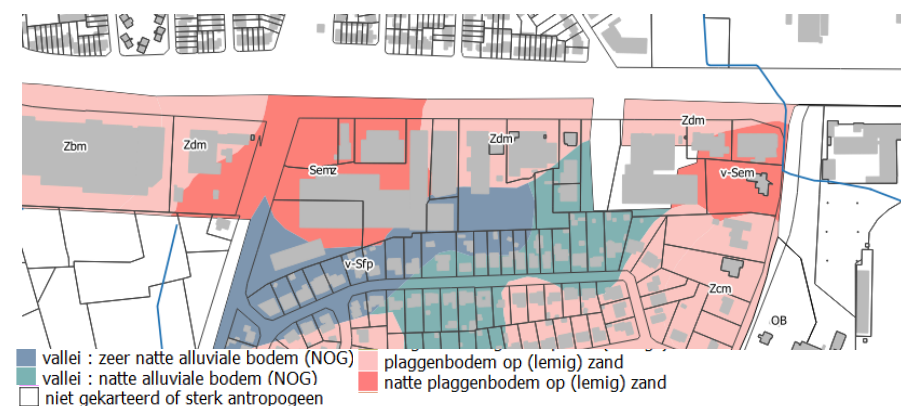 Zbm
Zdm
Semz
Zdm
Zdm
v-Sem
v-Sfp
Zcm
OB
vallei : zeer natte alluviale bodem (NOG)
vallei : natte alluviale bodem (NOG)
niet gekarteerd of sterk antropogeen
plaggenbodem op (lemig) zand
natte plaggenbodem op (lemig) zand